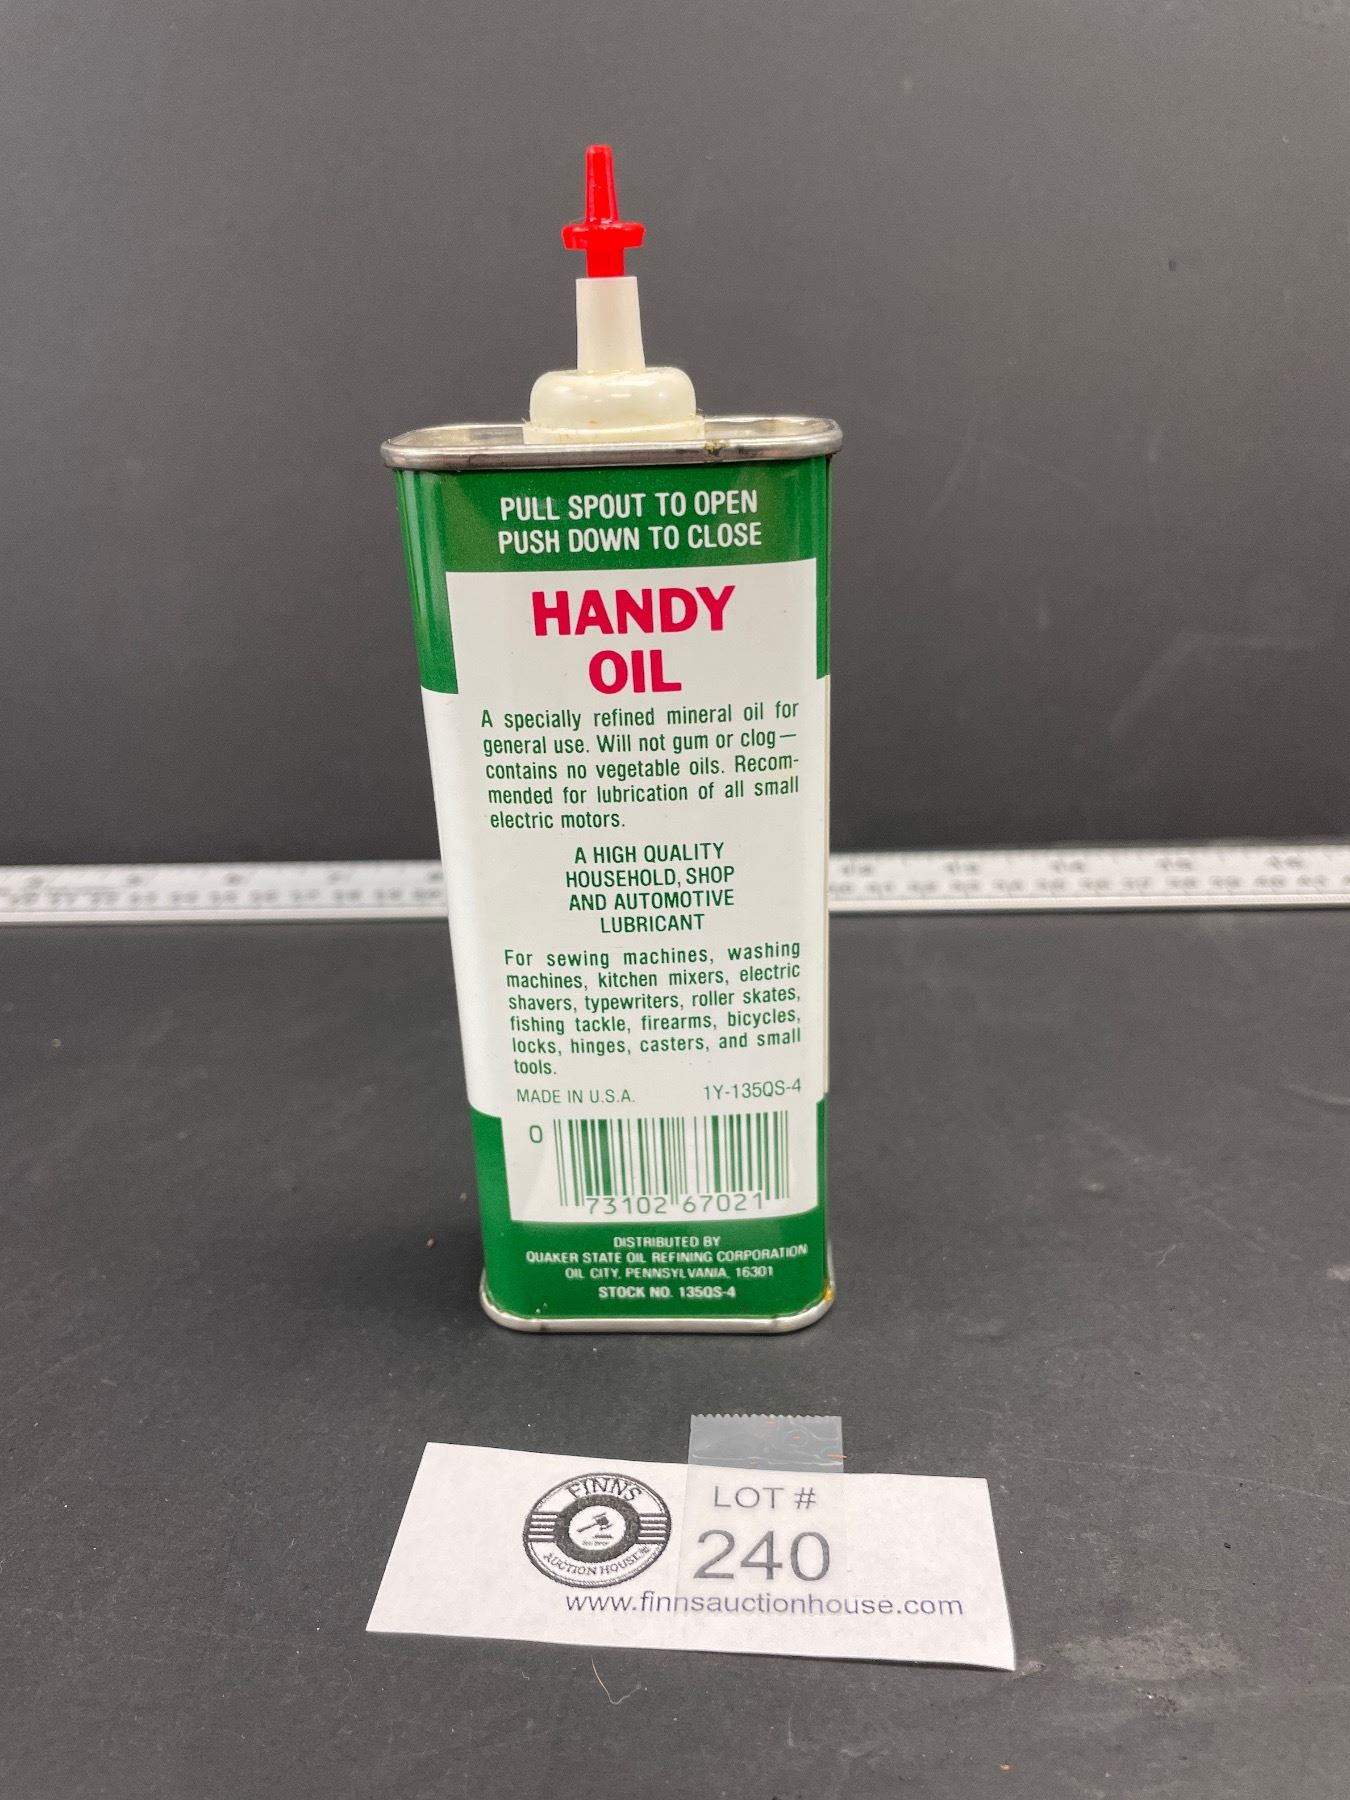 PULL SPOUT TO OPEN
PUSH DOWN TO CLOSE
HANDY
OIL
A specially refined mineral oil for
general use. Will not gum or clog—
contains no vegetable oils. Recom-
mended for lubrication of all small
electric motors.
A HIGH QUALITY
HOUSEHOLD, SHOP
AND AUTOMOTIVE
LUBRICANT
For sewing machines, washing
machines, kitchen mixers, electric
shavers, typewriters, roller skates,
fishing tackle, firearms, bicycles,
locks, hinges, casters, and small
tools.
MADE IN U.S.A. 1Y-135QS-4
0
73102 67021
DISTRIBUTED BY
QUAKER STATE OIL REFINING CORPORATION
OIL CITY, PENNSYLVANIA, 16301
STOCK NO. 135QS-4
FINNS
AUCTION HOUSE
LOT #
240
www.finnsauctionhouse.com